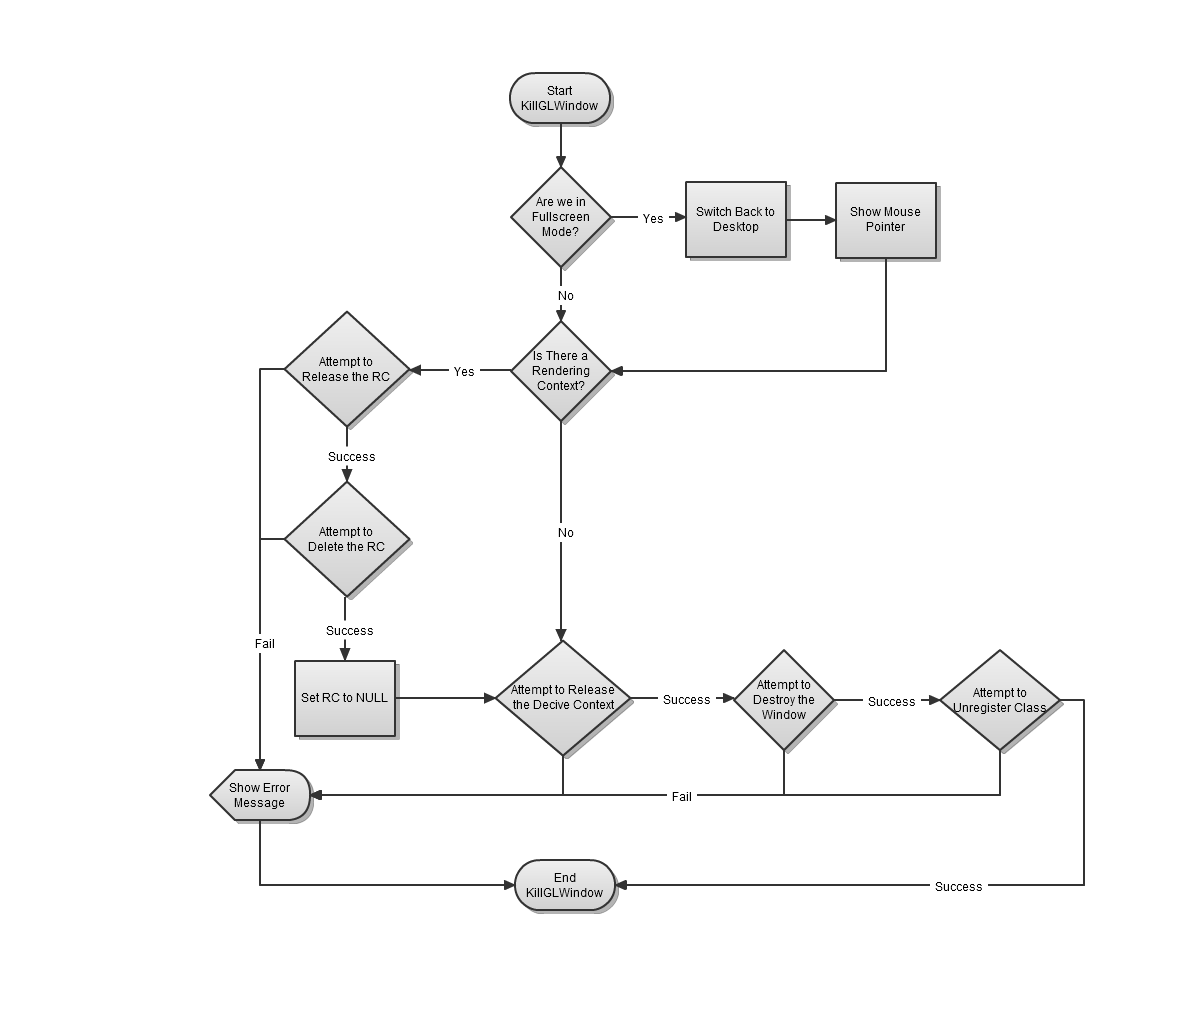 Start
KillGLWindow
Are we in
Fullscreen
Mode?
Yes
Switch Back to
Desktop
Show Mouse
Pointer
No
Is There a
Rendering
Context?
Yes
Attempt to
Release the RC
Success
Attempt to
Delete the RC
No
Success
Fail
Set RC to NULL
Attempt to Release
the Decive Context
Success
Attempt to
Destroy the
Window
Success
Attempt to
Unregister Class
Show Error
Message
Fail
End
KillGLWindow
Success